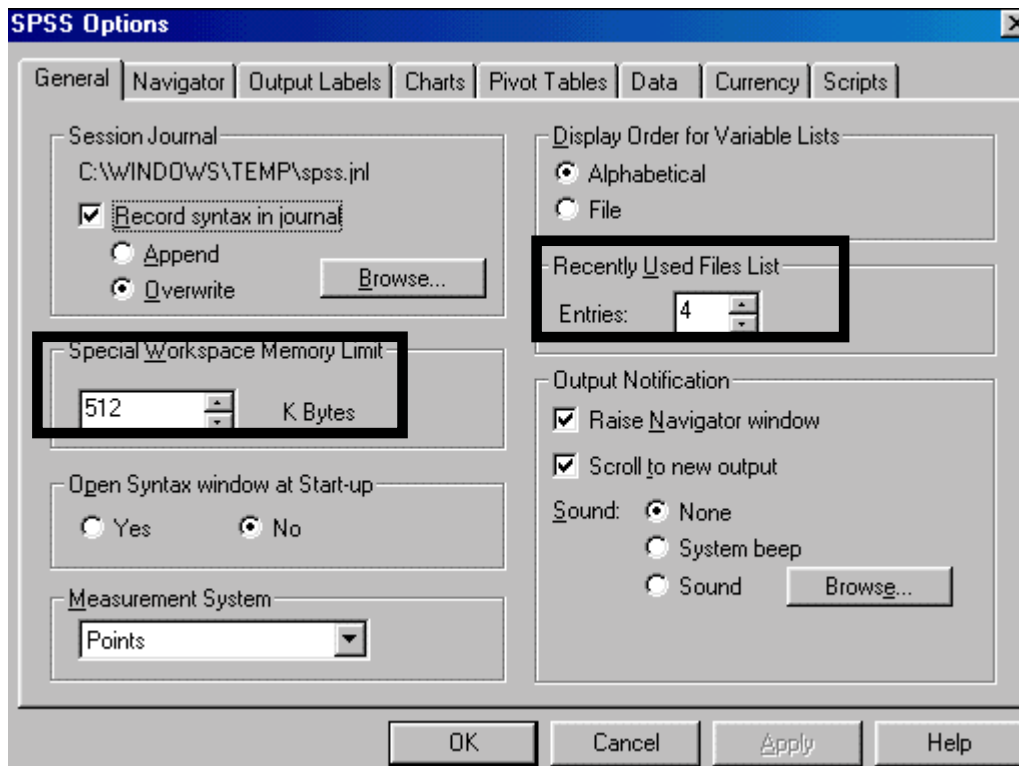 SPSS Options
General Navigator Output Labels Charts Pivot Tables Data Currency Scripts
Session Journal
C:\WINDOWS\TEMP\spss.jnl
Record syntax in journal
Append
Overwrite
Browse...
Special Workspace Memory Limit
512 K Bytes
Open Syntax window at Start-up
Yes No
Measurement System
Points
Display Order for Variable Lists
Alphabetical
File
Recently Used Files List
Entries: 4
Output Notification
Raise Navigator window
Scroll to new output
Sound: None
System beep
Sound Browse...
OK Cancel Apply Help